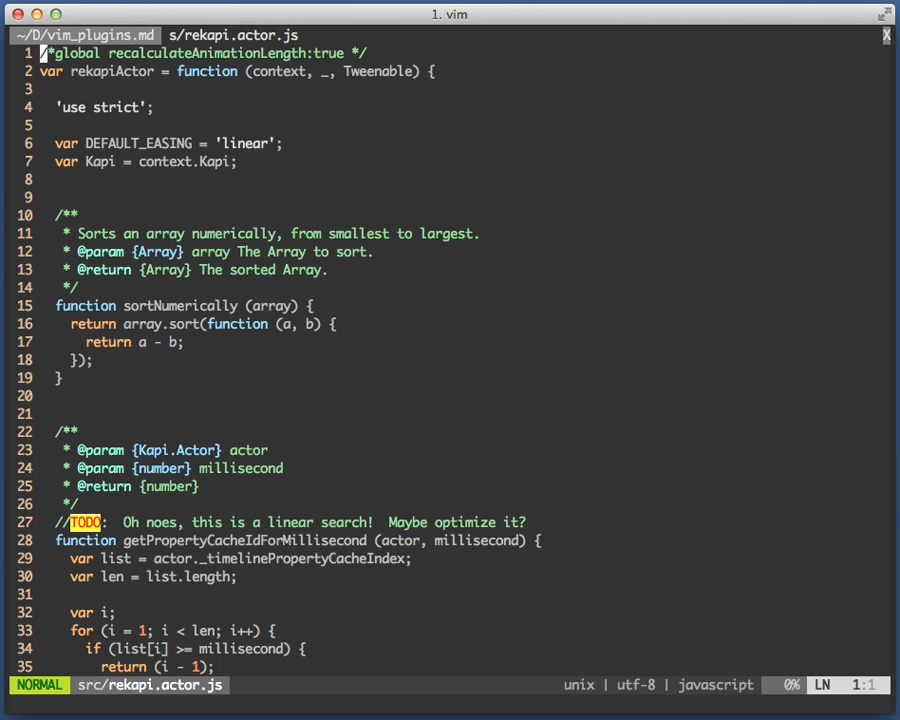 1. vim
~/D/vim_plugins.md s/rekapi.actor.js X
1 /*global recalculateAnimationLength:true */
2 var rekapiActor = function (context, _, Tweenable) {
3
4   'use strict';
5
6   var DEFAULT_EASING = 'linear';
7   var Kapi = context.Kapi;
8
9
10   /**
11    * Sorts an array numerically, from smallest to largest.
12    * @param {Array} array The Array to sort.
13    * @return {Array} The sorted Array.
14    */
15   function sortNumerically (array) {
16     return array.sort(function (a, b) {
17       return a - b;
18     });
19   }
20
21
22   /**
23    * @param {Kapi.Actor} actor
24    * @param {number} millisecond
25    * @return {number}
26    */
27   //TODO:  Oh noes, this is a linear search!  Maybe optimize it?
28   function getPropertyCacheIdForMillisecond (actor, millisecond) {
29     var list = actor._timelinePropertyCacheIndex;
30     var len = list.length;
31
32     var i;
33     for (i = 1; i < len; i++) {
34       if (list[i] >= millisecond) {
35         return (i - 1);
NORMAL src/rekapi.actor.js unix | utf-8 | javascript 0% LN 1:1